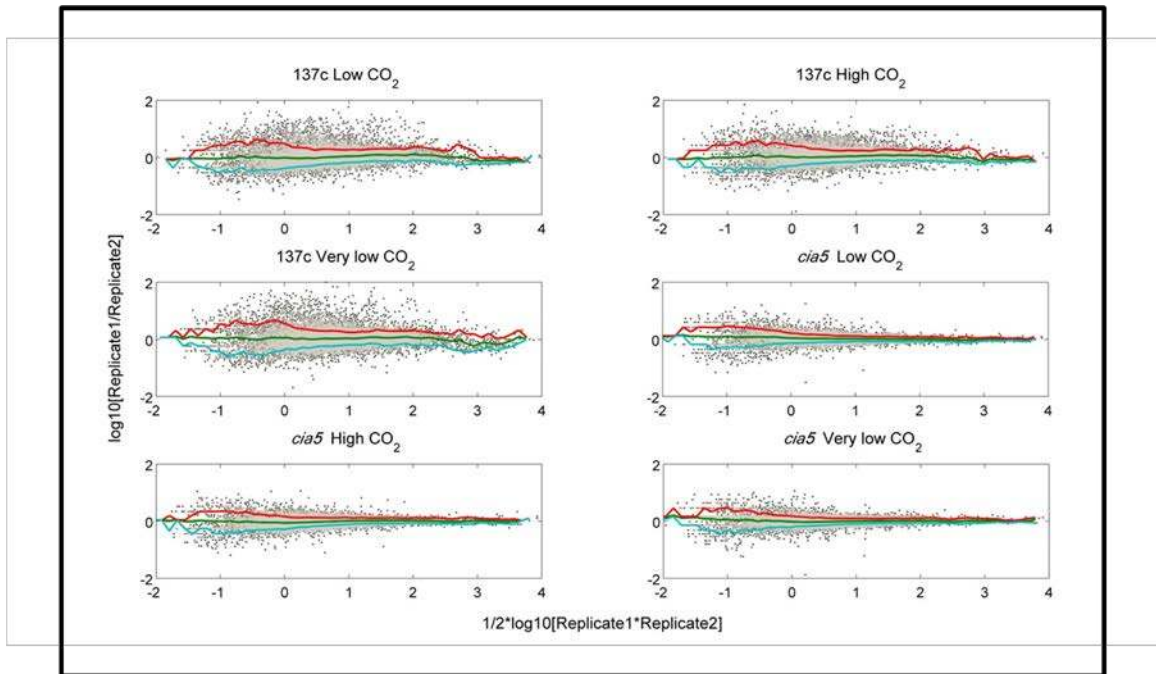 137c Low CO2
137c High CO2
2
0
-2
-2 -1 0 1 2 3 4
2
0
-2
-2 -1 0 1 2 3 4
137c Very low CO2
cia5 Low CO2
2
0
-2
-2 -1 0 1 2 3 4
2
0
-2
-2 -1 0 1 2 3 4
cia5 High CO2
cia5 Very low CO2
2
0
-2
-2 -1 0 1 2 3 4
2
0
-2
-2 -1 0 1 2 3 4
log10[Replicate1/Replicate2]
1/2*log10[Replicate1*Replicate2]